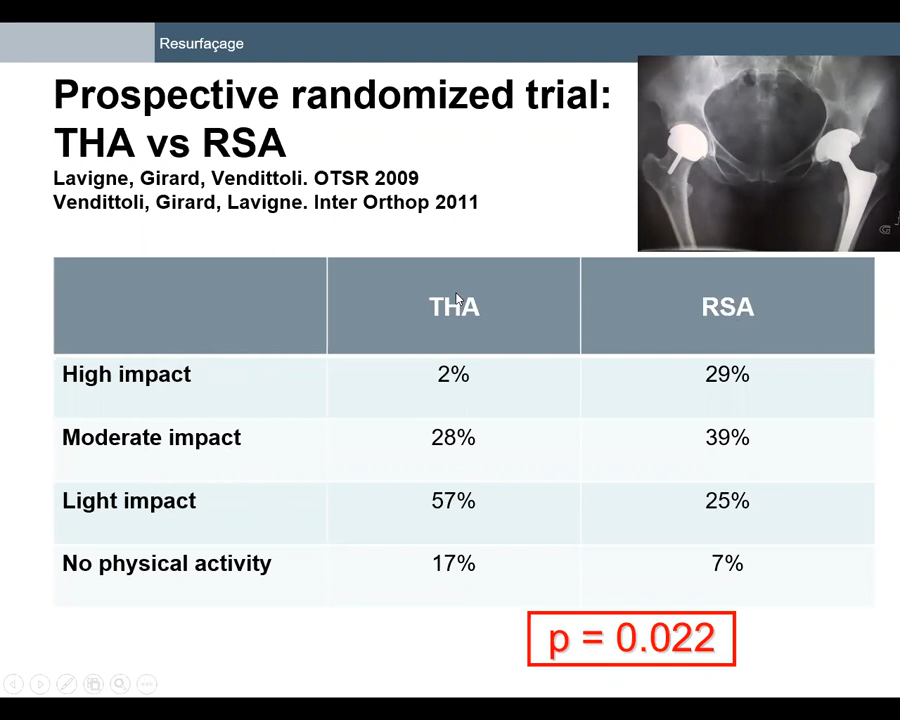 Resurfaçage
Prospective randomized trial:
THA vs RSA
Lavigne, Girard, Vendittoli. OTSR 2009
Vendittoli, Girard, Lavigne. Inter Orthop 2011
THA RSA
High impact 2% 29%
Moderate impact 28% 39%
Light impact 57% 25%
No physical activity 17% 7%
p = 0.022